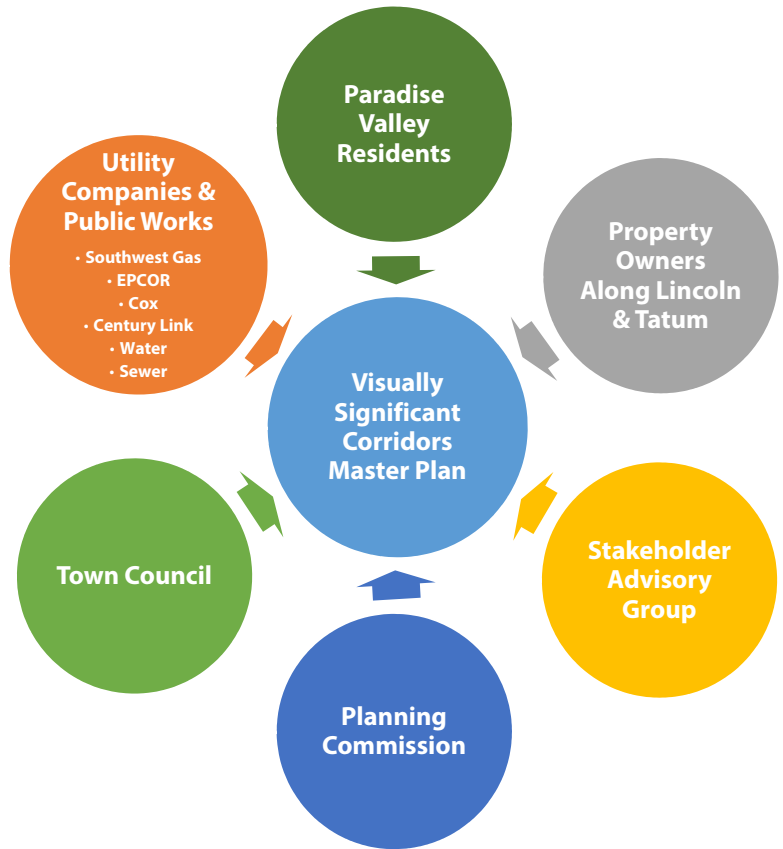 Paradise
Valley
Residents
Utility
Companies &
Public Works
• Southwest Gas
• EPCOR
• Cox
• Century Link
• Water
• Sewer
Property
Owners
Along Lincoln
& Tatum
Visually
Significant
Corridors
Master Plan
Town Council
Stakeholder
Advisory
Group
Planning
Commission